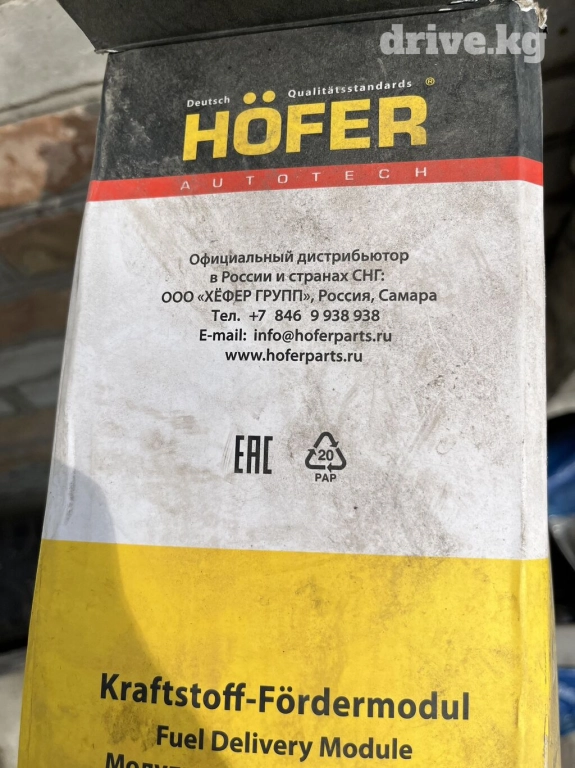 drive.kg
Deutsch Qualitätsstandards
HÖFER®
AUTOTECH
Официальный дистрибьютор
в России и странах СНГ:
ООО «ХЁФЕР ГРУПП», Россия, Самара
Тел. +7 846 9 938 938
E-mail: info@hoferparts.ru
www.hoferparts.ru
EAC
20
PAP
Kraftstoff-Fördermodul
Fuel Delivery Module